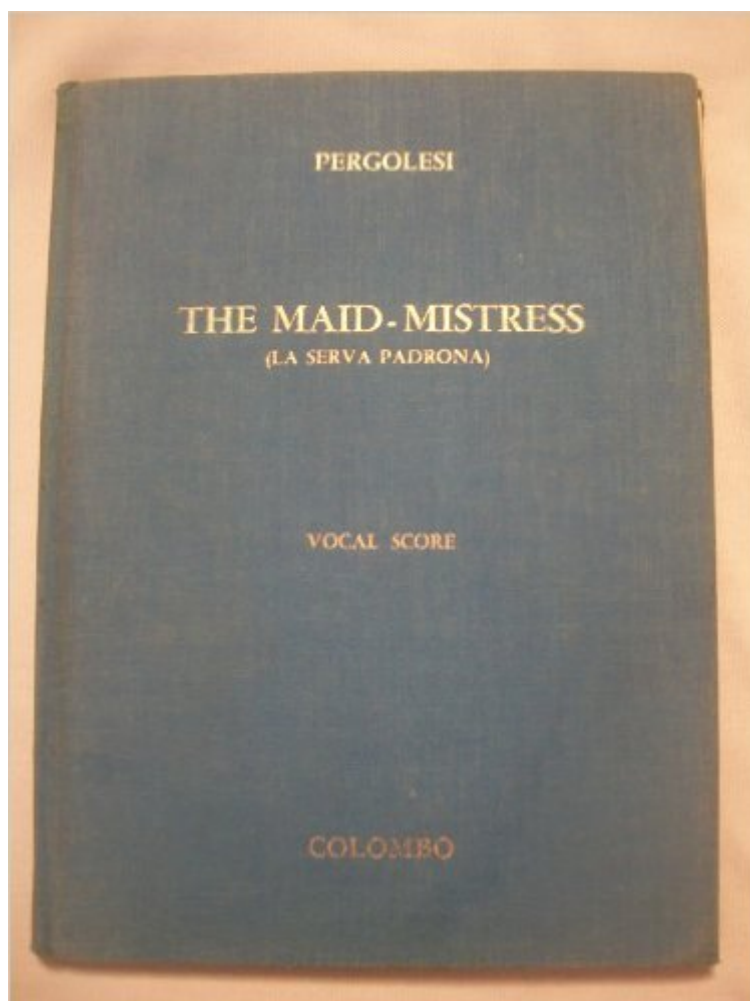 PERGOLESI
THE MAID-MISTRESS
(LA SERVA PADRONA)
VOCAL SCORE
COLOMBO